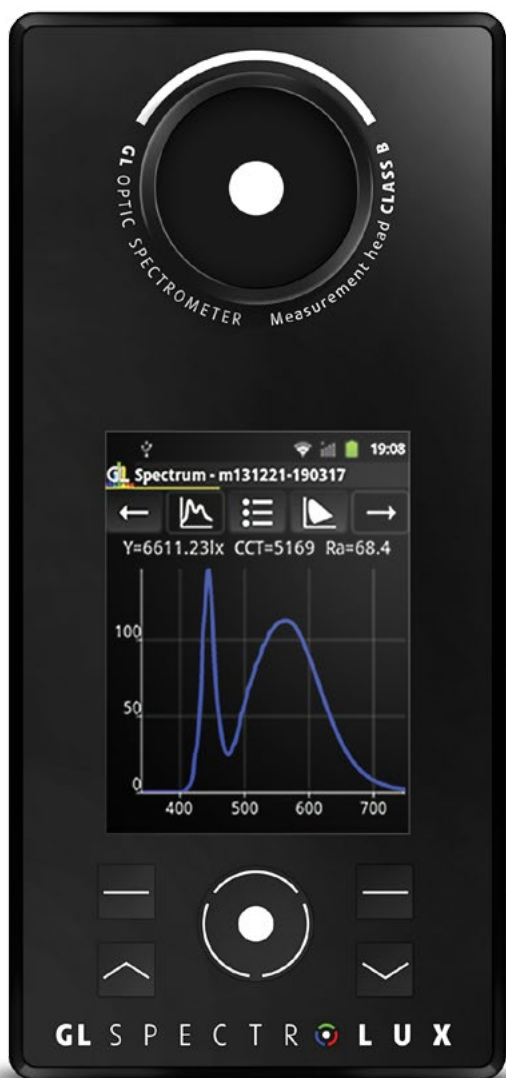 GL OPTIC SPECTROMETER
Measurement head CLASS B
19:08
GL Spectrum - m131221-190317
Y=6611.23lx CCT=5169 Ra=68.4
100
50
0
400 500 600 700
GL SPECTROLUX